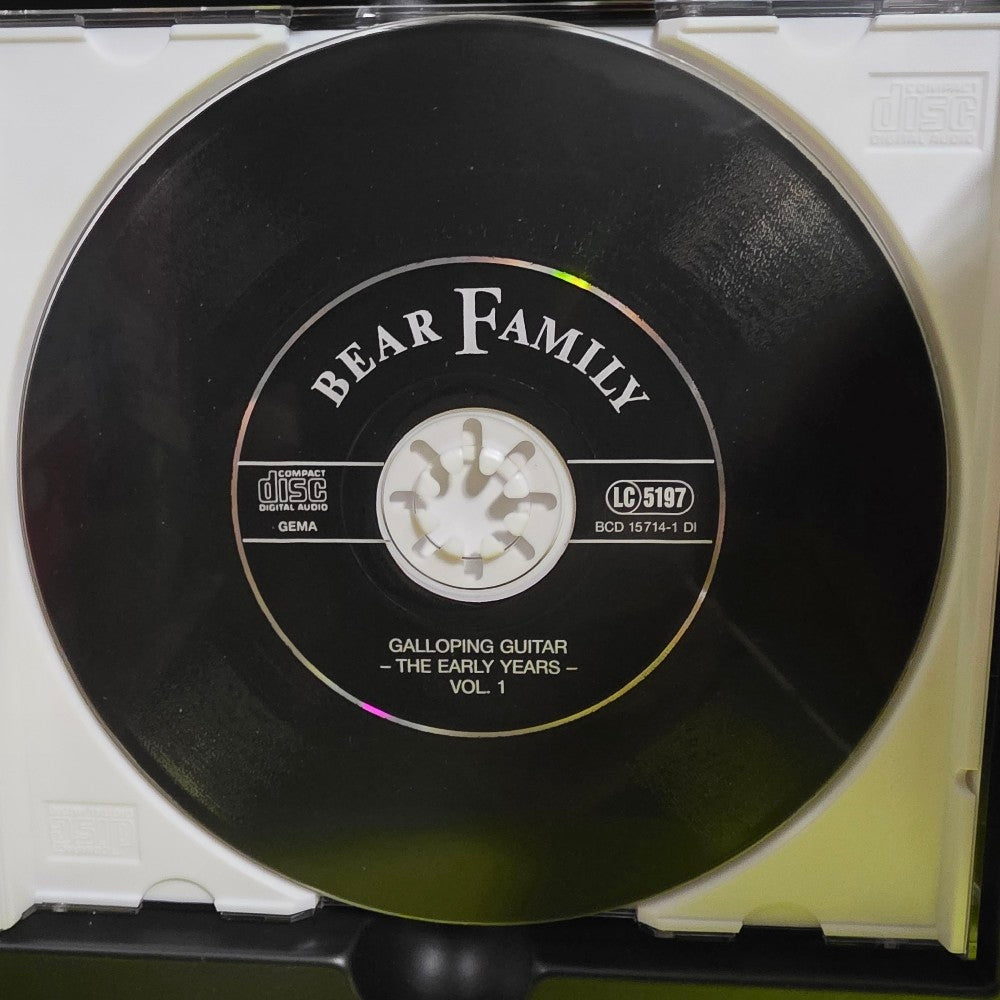 COMPACT
disc
DIGITAL AUDIO
BEAR FAMILY
COMPACT
disc
DIGITAL AUDIO
GEMA
LC 5197
BCD 15714-1 DI
GALLOPING GUITAR
– THE EARLY YEARS –
VOL. 1